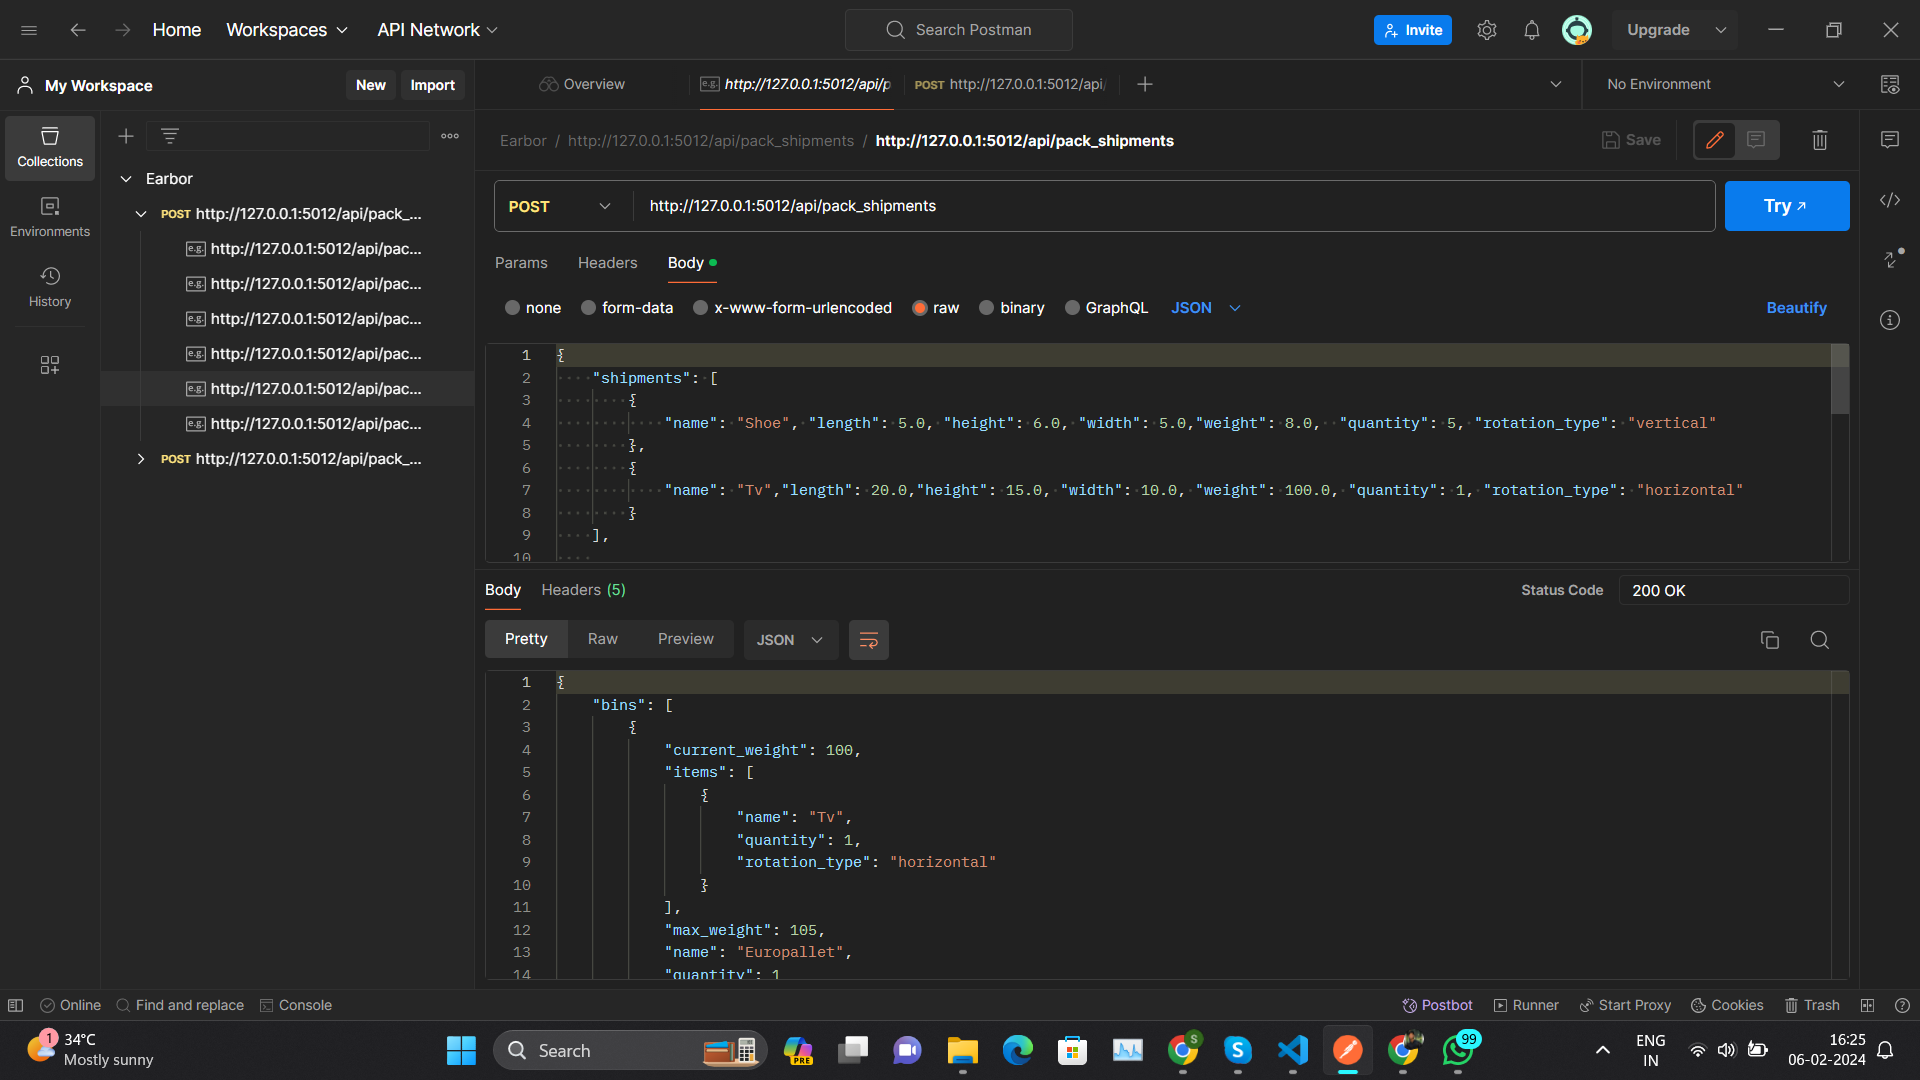 Home Workspaces API Network Search Postman Invite Upgrade
My Workspace New Import Overview e.g. http://127.0.0.1:5012/api/p POST http://127.0.0.1:5012/api/ No Environment
Collections
Environments
History
Earbor
POST http://127.0.0.1:5012/api/pack_...
e.g. http://127.0.0.1:5012/api/pac...
e.g. http://127.0.0.1:5012/api/pac...
e.g. http://127.0.0.1:5012/api/pac...
e.g. http://127.0.0.1:5012/api/pac...
e.g. http://127.0.0.1:5012/api/pac...
e.g. http://127.0.0.1:5012/api/pac...
POST http://127.0.0.1:5012/api/pack_...
Earbor / http://127.0.0.1:5012/api/pack_shipments / http://127.0.0.1:5012/api/pack_shipments Save
POST http://127.0.0.1:5012/api/pack_shipments Try
Params Headers Body
none form-data x-www-form-urlencoded raw binary GraphQL JSON Beautify
1 {
2 "shipments": [
3 {
4 "name": "Shoe", "length": 5.0, "height": 6.0, "width": 5.0,"weight": 8.0, "quantity": 5, "rotation_type": "vertical"
5 },
6 {
7 "name": "Tv","length": 20.0,"height": 15.0, "width": 10.0, "weight": 100.0, "quantity": 1, "rotation_type": "horizontal"
8 }
9 ],
10
Body Headers (5) Status Code 200 OK
Pretty Raw Preview JSON
1 {
2 "bins": [
3 {
4 "current_weight": 100,
5 "items": [
6 {
7 "name": "Tv",
8 "quantity": 1,
9 "rotation_type": "horizontal"
10 }
11 ],
12 "max_weight": 105,
13 "name": "Europallet",
14 "quantity": 1
Online Find and replace Console Postbot Runner Start Proxy Cookies Trash
1 34°C
Mostly sunny
Search
PRE
S
99
ENG
IN
16:25
06-02-2024